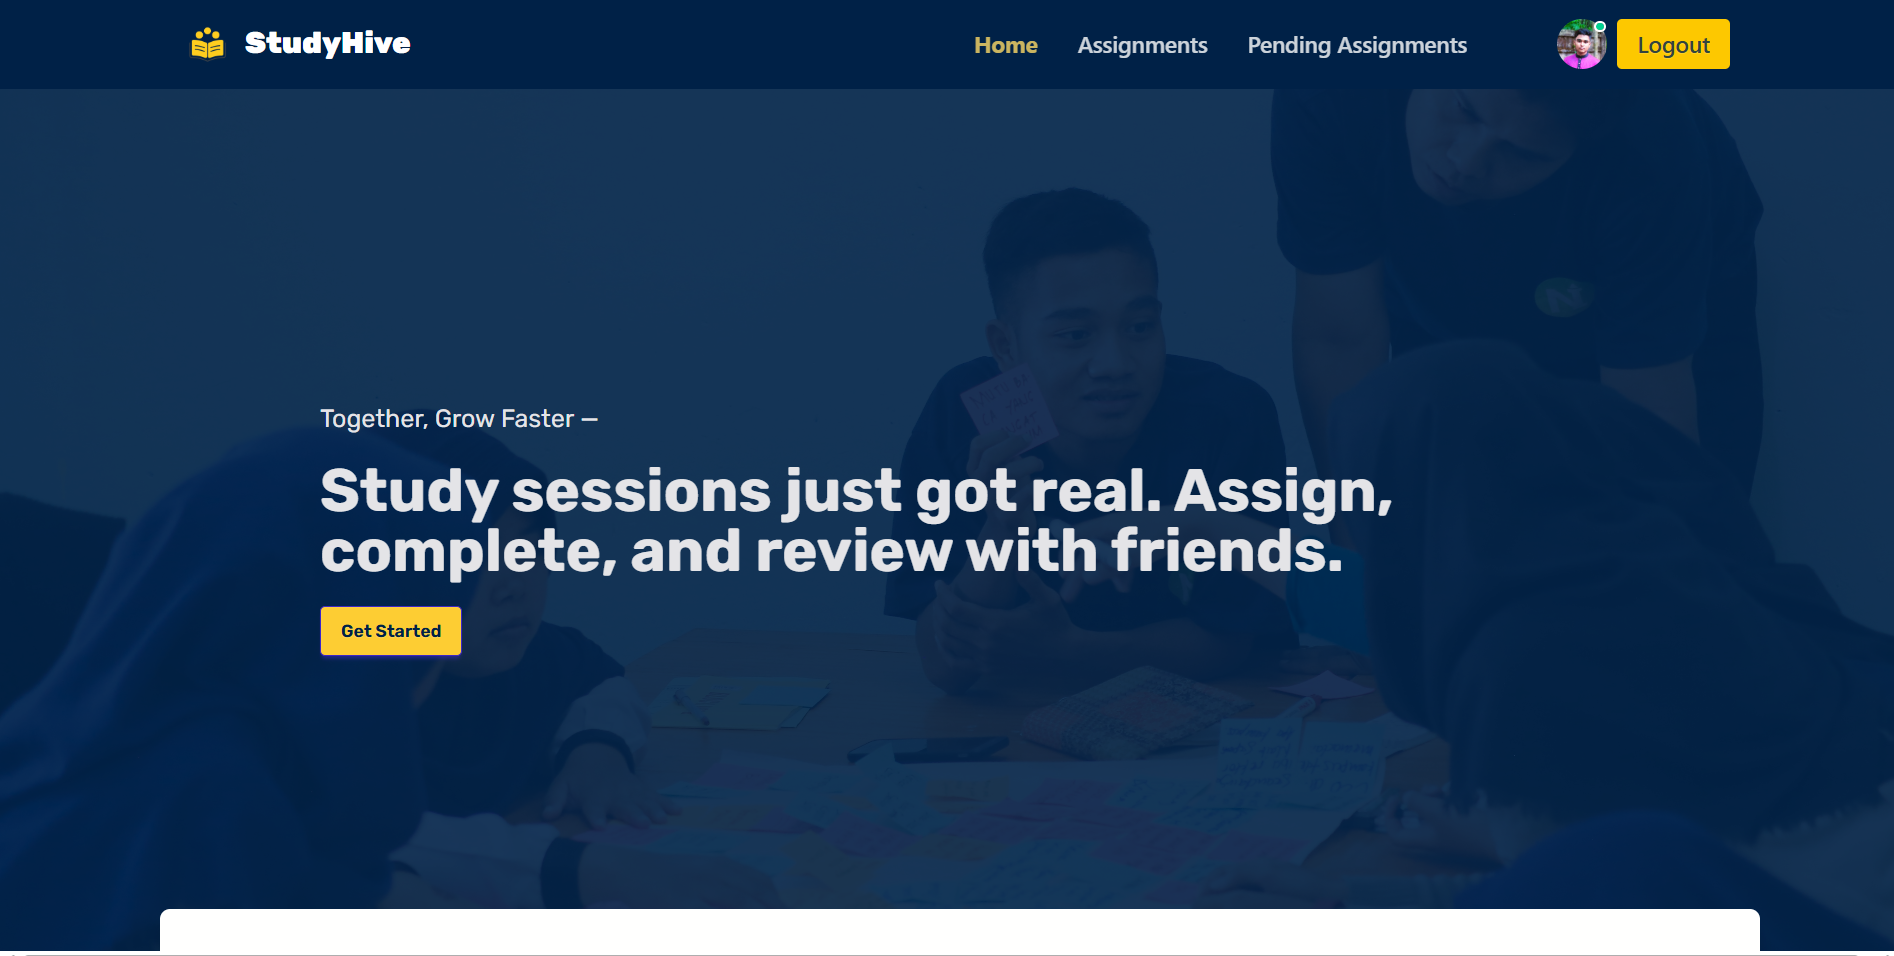 StudyHive
Home Assignments Pending Assignments Logout
Together, Grow Faster —
Study sessions just got real. Assign,
complete, and review with friends.
Get Started